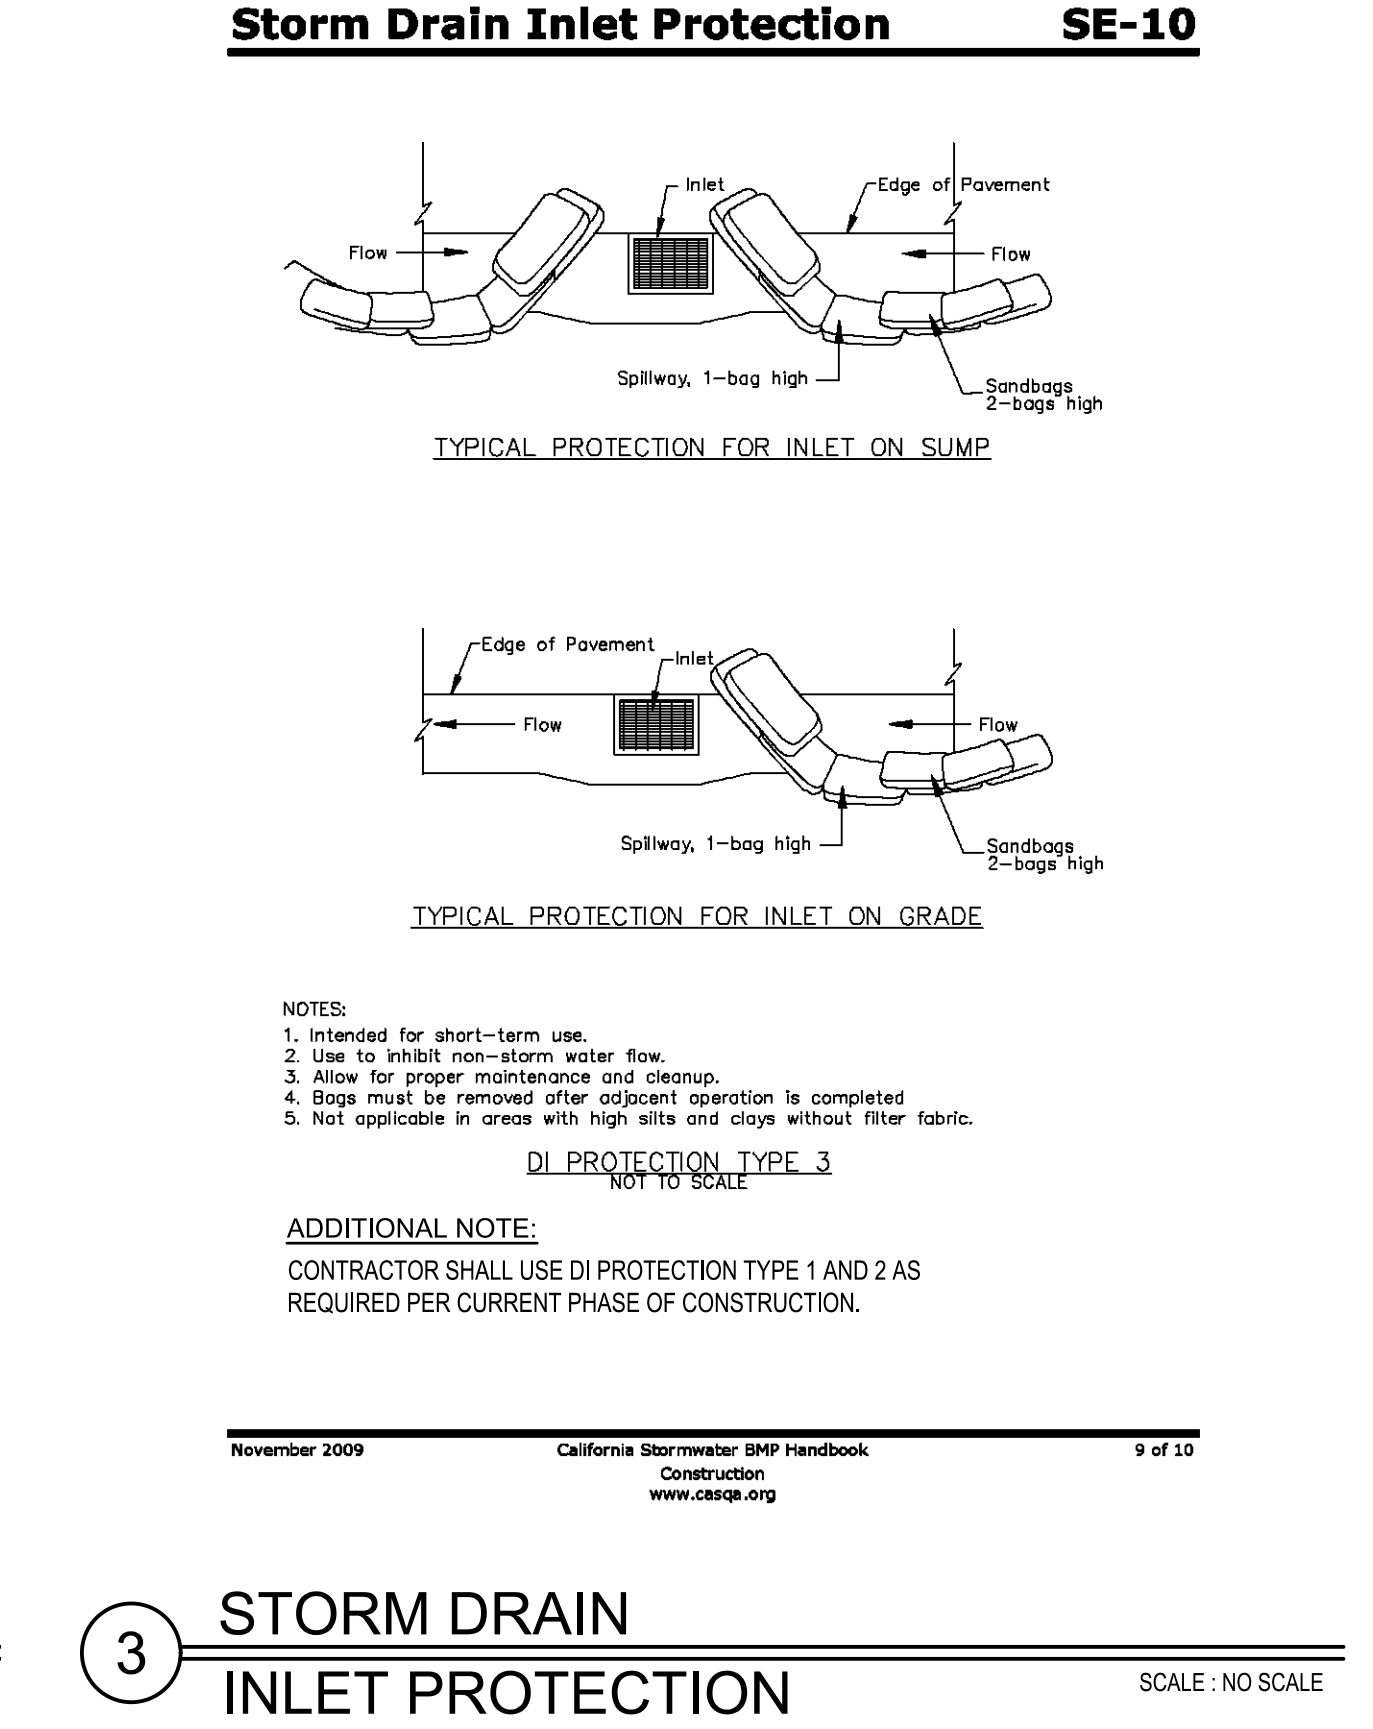 Storm Drain Inlet Protection SE-10
Inlet
Edge of Pavement
Flow
Flow
Spillway, 1-bag high
Sandbags
2-bags high
TYPICAL PROTECTION FOR INLET ON SUMP
Edge of Pavement
Inlet
Flow
Flow
Spillway, 1-bag high
Sandbags
2-bags high
TYPICAL PROTECTION FOR INLET ON GRADE
NOTES:
1. Intended for short-term use.
2. Use to inhibit non-storm water flow.
3. Allow for proper maintenance and cleanup.
4. Bags must be removed after adjacent operation is completed
5. Not applicable in areas with high silts and clays without filter fabric.
DI PROTECTION TYPE 3
NOT TO SCALE
ADDITIONAL NOTE:
CONTRACTOR SHALL USE DI PROTECTION TYPE 1 AND 2 AS
REQUIRED PER CURRENT PHASE OF CONSTRUCTION.
November 2009 California Stormwater BMP Handbook 9 of 10
Construction
www.casqa.org
3
STORM DRAIN
INLET PROTECTION
SCALE : NO SCALE